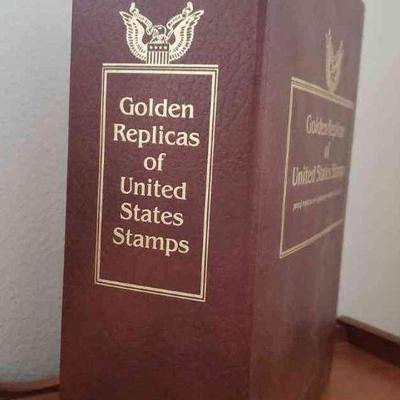 Golden
Replicas
of
United
States
Stamps
Golden Replicas
of
United States Stamps